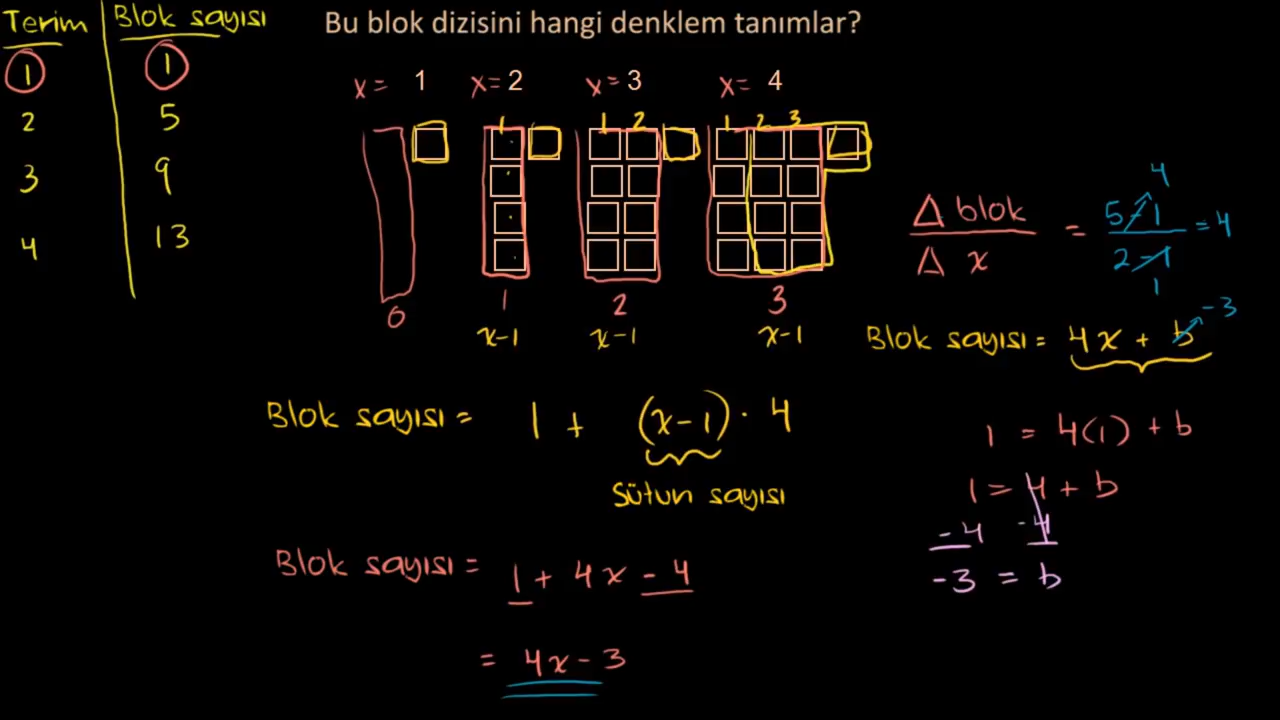 Bu blok dizisini hangi denklem tanımlar?
Terim Blok sayısı
1 1
2 5
3 9
4 13
x= 1 x= 2 x= 3 x= 4
1 1 2 1 2 3
0 1 2 3
x-1 x-1 x-1
Δ blok / Δ x = 5-1 / 2-1 = 4
4
1
Blok sayısı = 4x + b
-3
Blok sayısı = 1 + (x-1) · 4
Sütun sayısı
Blok sayısı = 1 + 4x - 4
= 4x - 3
1 = 4(1) + b
1 = 4 + b
-4 -4
-3 = b